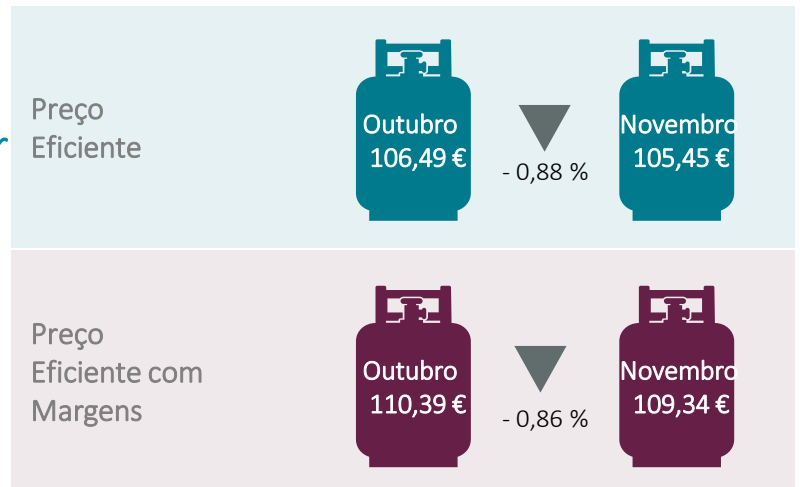 Preço
Eficiente
Outubro
106,49 €
- 0,88 %
Novembro
105,45 €
Preço
Eficiente com
Margens
Outubro
110,39 €
- 0,86 %
Novembro
109,34 €